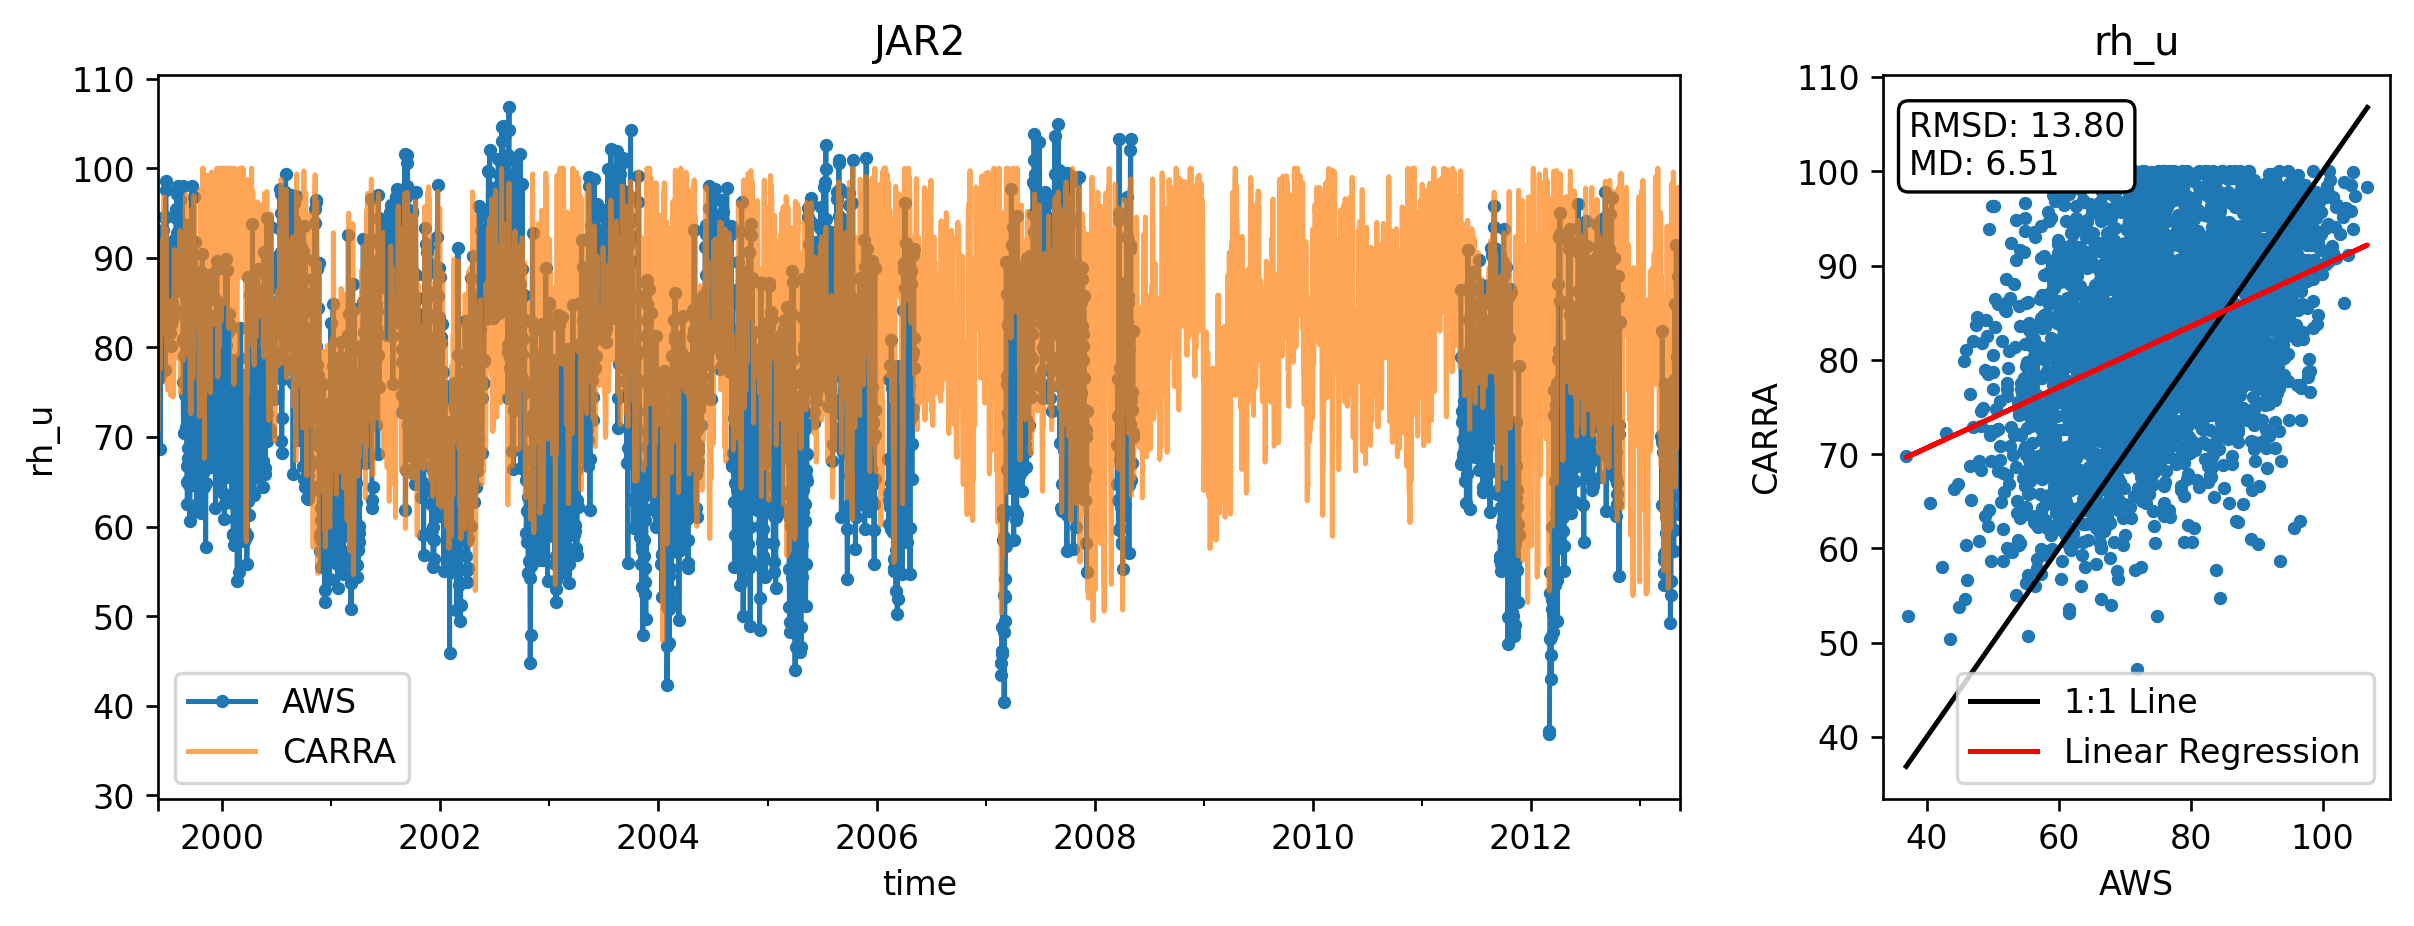 JAR2
110
100
90
80
70
60
50
40
30
rh_u
AWS
CARRA
2000 2002 2004 2006 2008 2010 2012
time
rh_u
110
100
90
80
70
60
50
40
CARRA
RMSD: 13.80
MD: 6.51
1:1 Line
Linear Regression
40 60 80 100
AWS